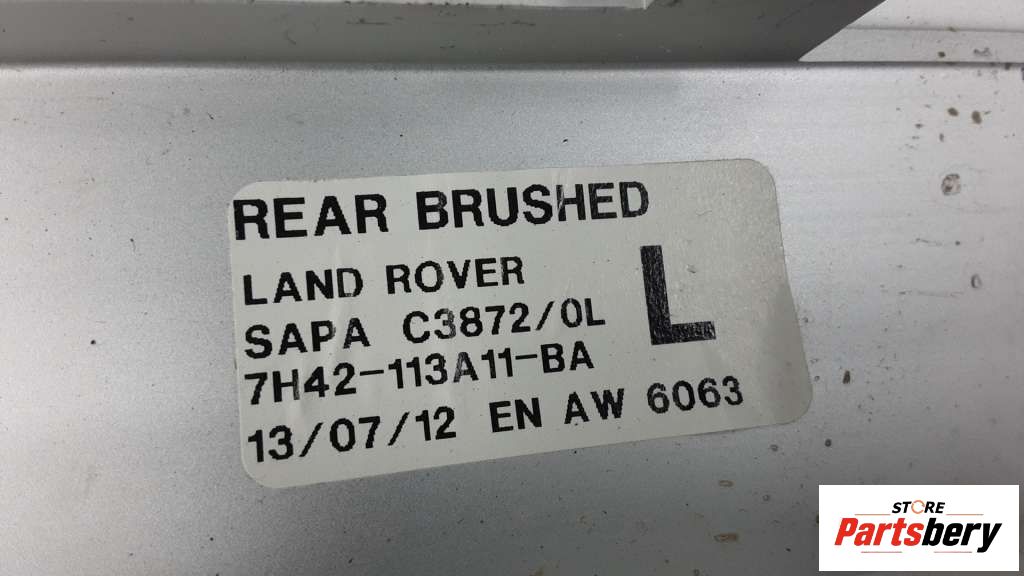 REAR BRUSHED
LAND ROVER
L
SAPA C3872/0L
7H42-113A11-BA
13/07/12 EN AW 6063
STORE
Partsbery